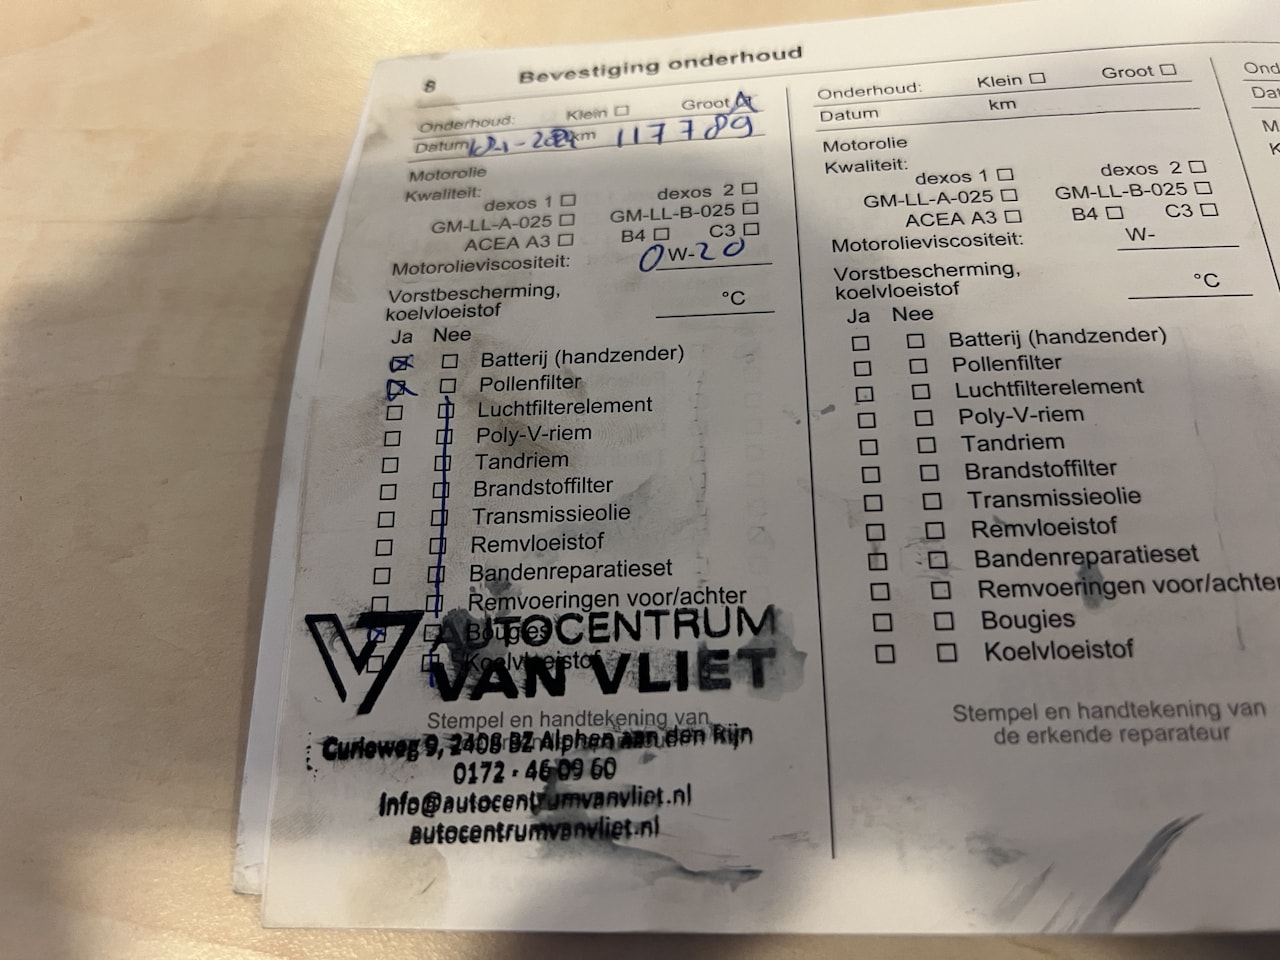 8 Bevestiging onderhoud
Onderhoud: Klein Groot
Datum km 117789
Motorolie
Kwaliteit:
dexos 1 dexos 2
GM-LL-A-025 GM-LL-B-025
ACEA A3 B4 C3
Motorolieviscositeit: 0W-20
Vorstbescherming,
koelvloeistof °C
Ja Nee
Batterij (handzender)
Pollenfilter
Luchtfilterelement
Poly-V-riem
Tandriem
Brandstoffilter
Transmissieolie
Remvloeistof
Bandenreparatieset
Remvoeringen voor/achter
Bougies
Koelvloeistof
AUTOCENTRUM
VAN VLIET
Stempel en handtekening van
Curieweg 9, 2408 BZ Alphen aan den Rijn
0172 - 46 09 60
info@autocentrumvanvliet.nl
autocentrumvanvliet.nl
Onderhoud: Klein Groot
Datum km
Motorolie
Kwaliteit:
dexos 1 dexos 2
GM-LL-A-025 GM-LL-B-025
ACEA A3 B4 C3
Motorolieviscositeit: W-
Vorstbescherming,
koelvloeistof °C
Ja Nee
Batterij (handzender)
Pollenfilter
Luchtfilterelement
Poly-V-riem
Tandriem
Brandstoffilter
Transmissieolie
Remvloeistof
Bandenreparatieset
Remvoeringen voor/achter
Bougies
Koelvloeistof
Stempel en handtekening van
de erkende reparateur